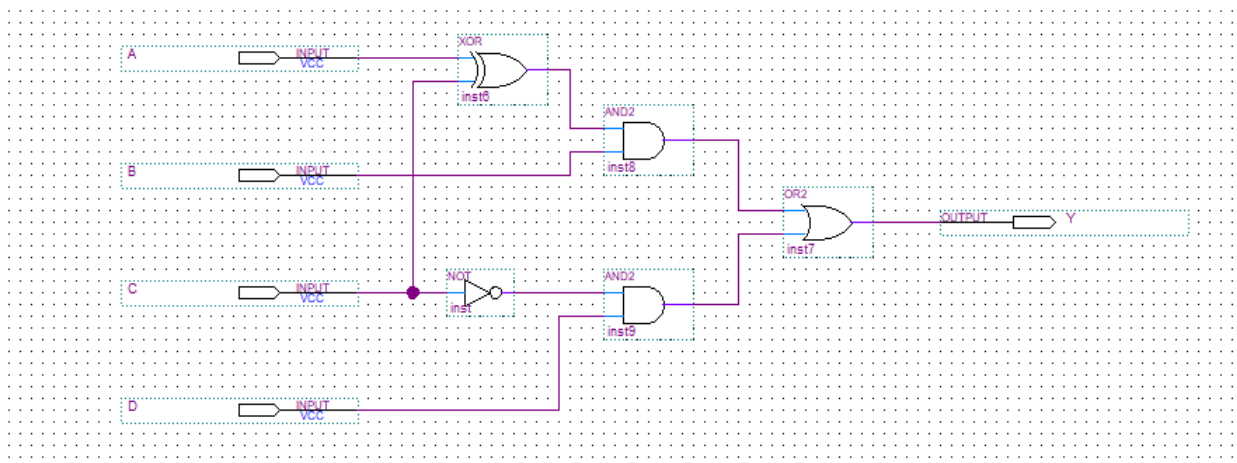 XOR
A INPUT
VCC
inst6
AND2
B INPUT
VCC
inst8
OR2
OUTPUT Y
inst7
NOT
AND2
C INPUT
VCC
inst
inst9
D INPUT
VCC